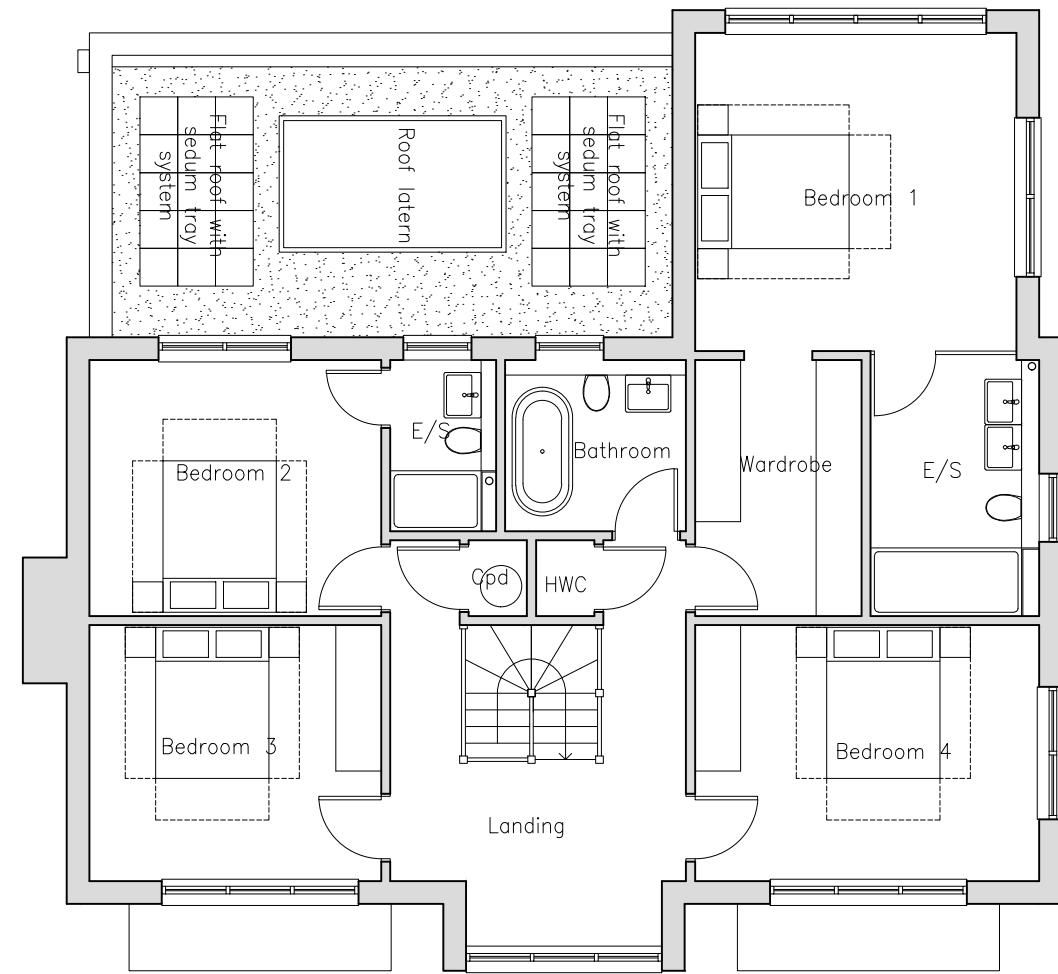 Flat roof with
sedum tray
system
Roof latern
Flat roof with
sedum tray
system
Bedroom 1
E/S
Bathroom
Bedroom 2
Wardrobe
E/S
Cpd
HWC
Bedroom 3
Bedroom 4
Landing